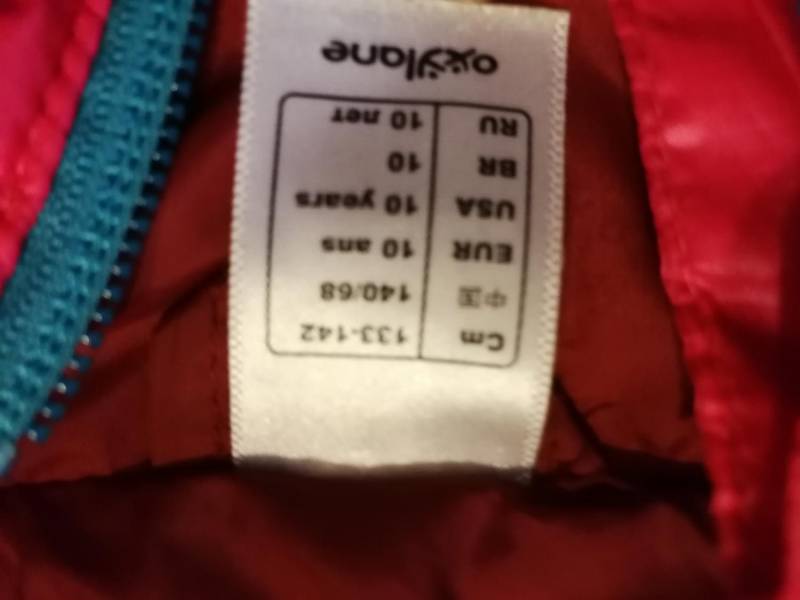 oxylane
RU 10 лет
BR 10
USA 10 years
EUR 10 ans
中国 140/68
Cm 133-142